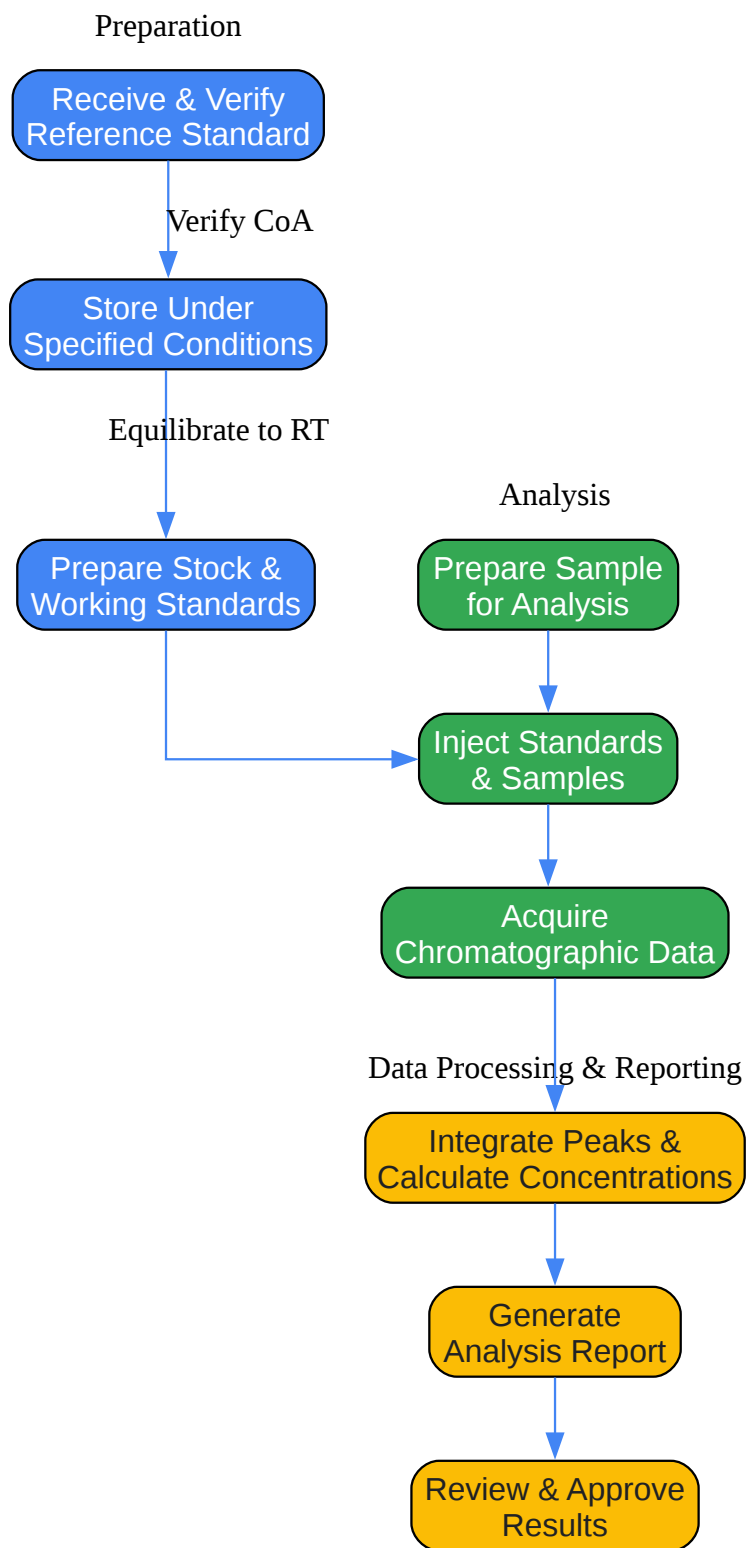 Preparation
Receive & Verify
Reference Standard
Verify CoA
Store Under
Specified Conditions
Equilibrate to RT
Prepare Stock &
Working Standards
Analysis
Prepare Sample
for Analysis
Inject Standards
& Samples
Acquire
Chromatographic Data
Data Processing & Reporting
Integrate Peaks &
Calculate Concentrations
Generate
Analysis Report
Review & Approve
Results